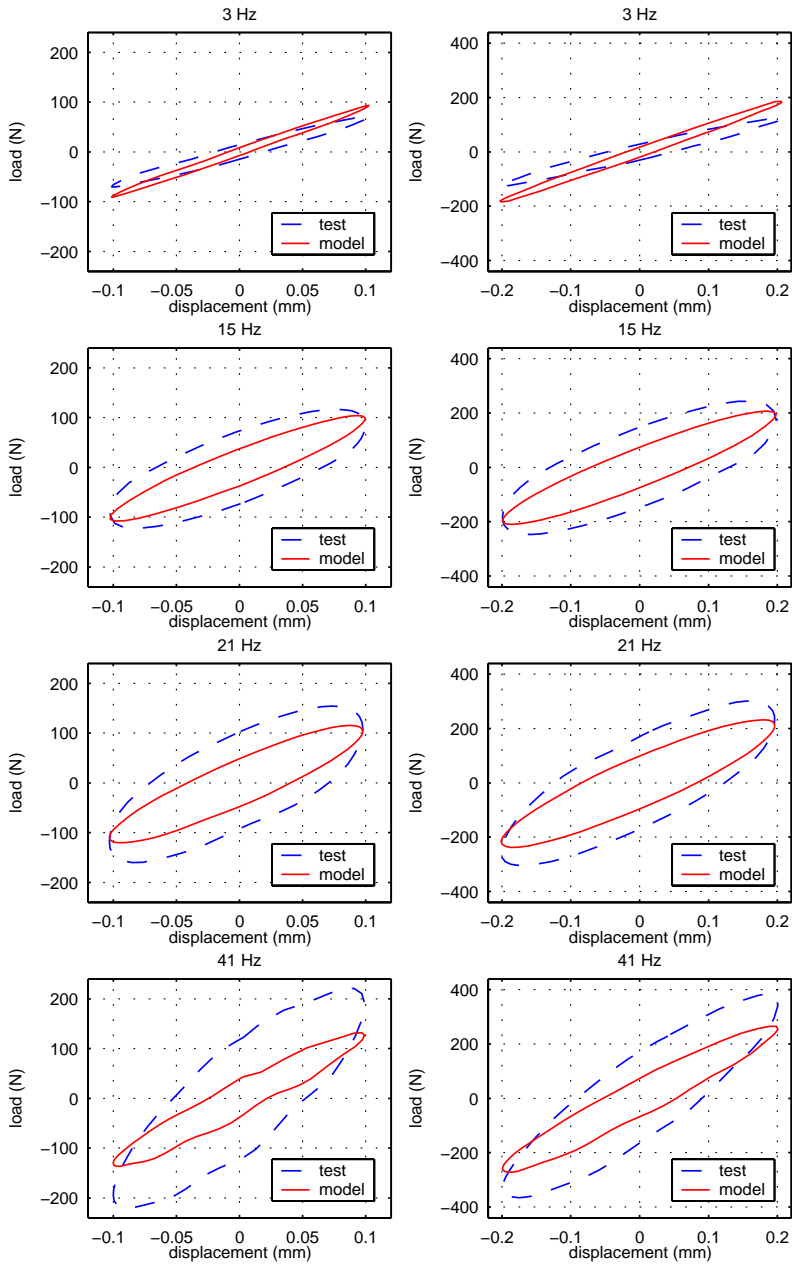 3 Hz
200
100
0
−100
−200
load (N)
test
model
−0.1 −0.05 0 0.05 0.1
displacement (mm)
3 Hz
400
200
0
−200
−400
load (N)
test
model
−0.2 −0.1 0 0.1 0.2
displacement (mm)
15 Hz
200
100
0
−100
−200
load (N)
test
model
−0.1 −0.05 0 0.05 0.1
displacement (mm)
15 Hz
400
200
0
−200
−400
load (N)
test
model
−0.2 −0.1 0 0.1 0.2
displacement (mm)
21 Hz
200
100
0
−100
−200
load (N)
test
model
−0.1 −0.05 0 0.05 0.1
displacement (mm)
21 Hz
400
200
0
−200
−400
load (N)
test
model
−0.2 −0.1 0 0.1 0.2
displacement (mm)
41 Hz
200
100
0
−100
−200
load (N)
test
model
−0.1 −0.05 0 0.05 0.1
displacement (mm)
41 Hz
400
200
0
−200
−400
load (N)
test
model
−0.2 −0.1 0 0.1 0.2
displacement (mm)